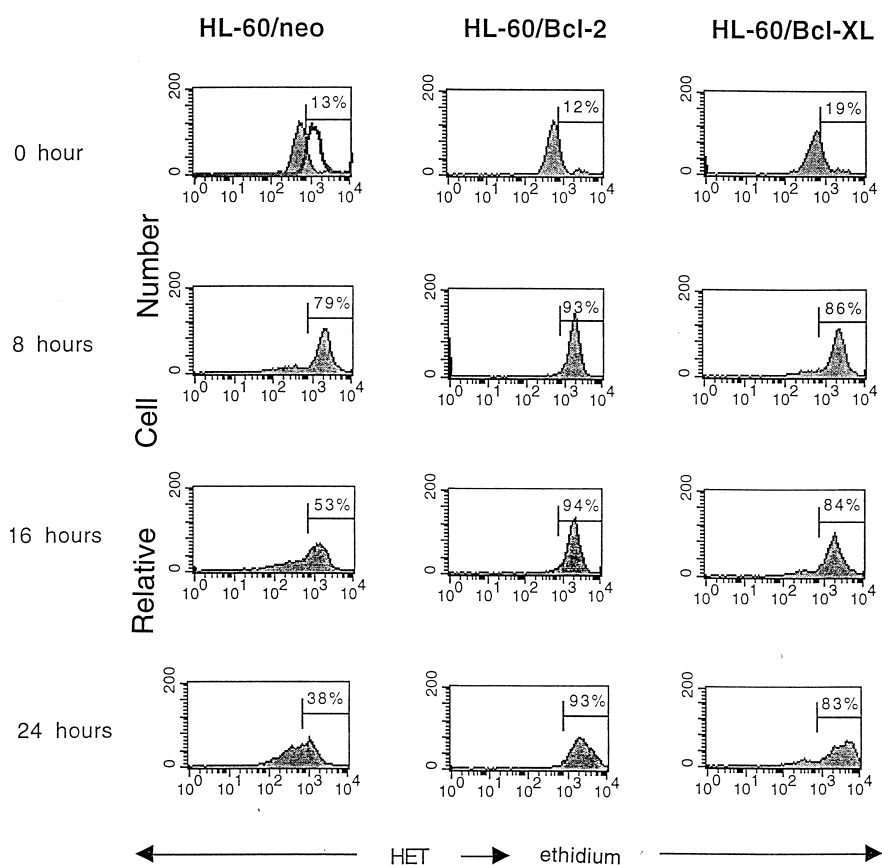 HL-60/neo HL-60/Bcl-2 HL-60/Bcl-XL
0 hour
200 0 13% 10^0 10^1 10^2 10^3 10^4
200 0 12% 10^0 10^1 10^2 10^3 10^4
200 0 19% 10^0 10^1 10^2 10^3 10^4
8 hours
200 0 79% 10^0 10^1 10^2 10^3 10^4
200 0 93% 10^0 10^1 10^2 10^3 10^4
200 0 86% 10^0 10^1 10^2 10^3 10^4
16 hours
200 0 53% 10^0 10^1 10^2 10^3 10^4
200 0 94% 10^0 10^1 10^2 10^3 10^4
200 0 84% 10^0 10^1 10^2 10^3 10^4
24 hours
200 0 38% 10^0 10^1 10^2 10^3 10^4
200 0 93% 10^0 10^1 10^2 10^3 10^4
200 0 83% 10^0 10^1 10^2 10^3 10^4
Relative Cell Number
HET ethidium